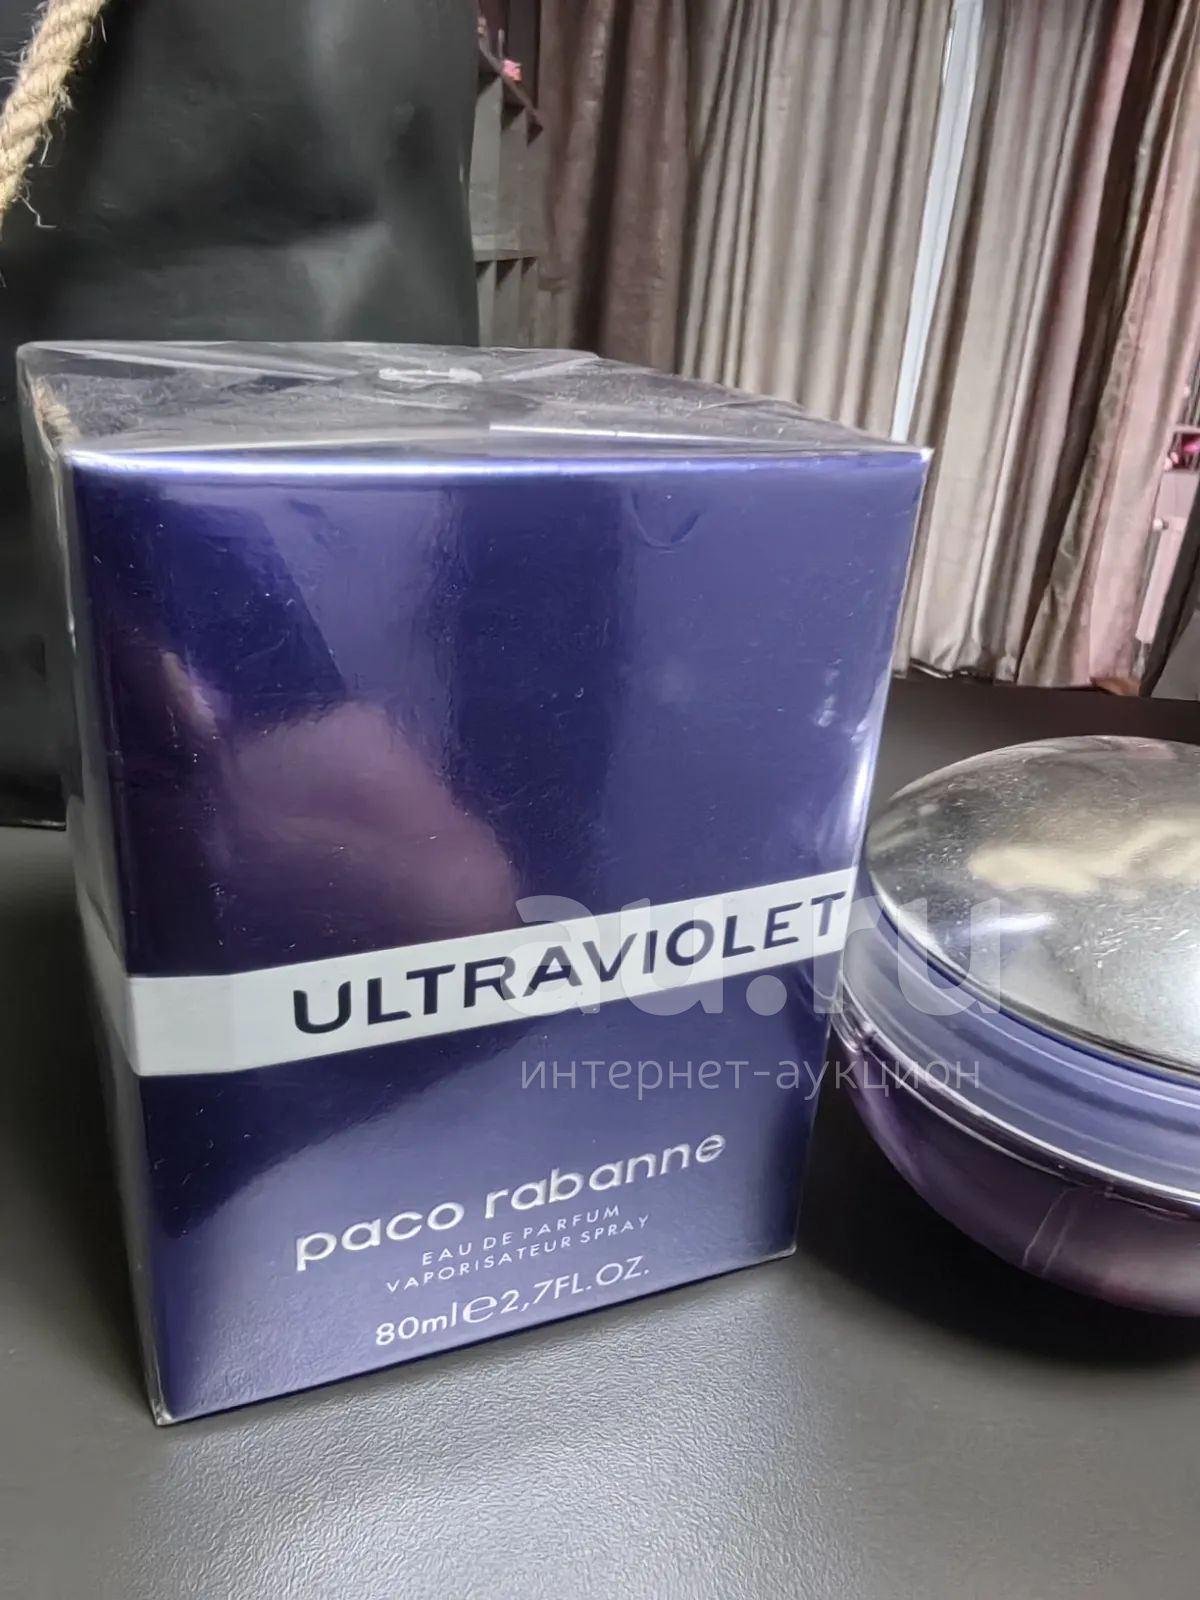 ULTRAVIOLET
au.ru
интернет-аукцион
paco rabanne
EAU DE PARFUM
VAPORISATEUR SPRAY
80ml℮2,7FL.OZ.